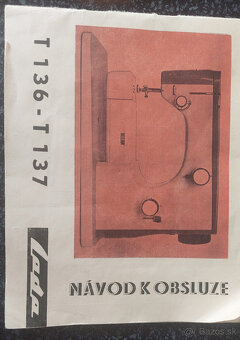 T 136 - T 137
Lada
NÁVOD K OBSLUZE
Bazos.sk